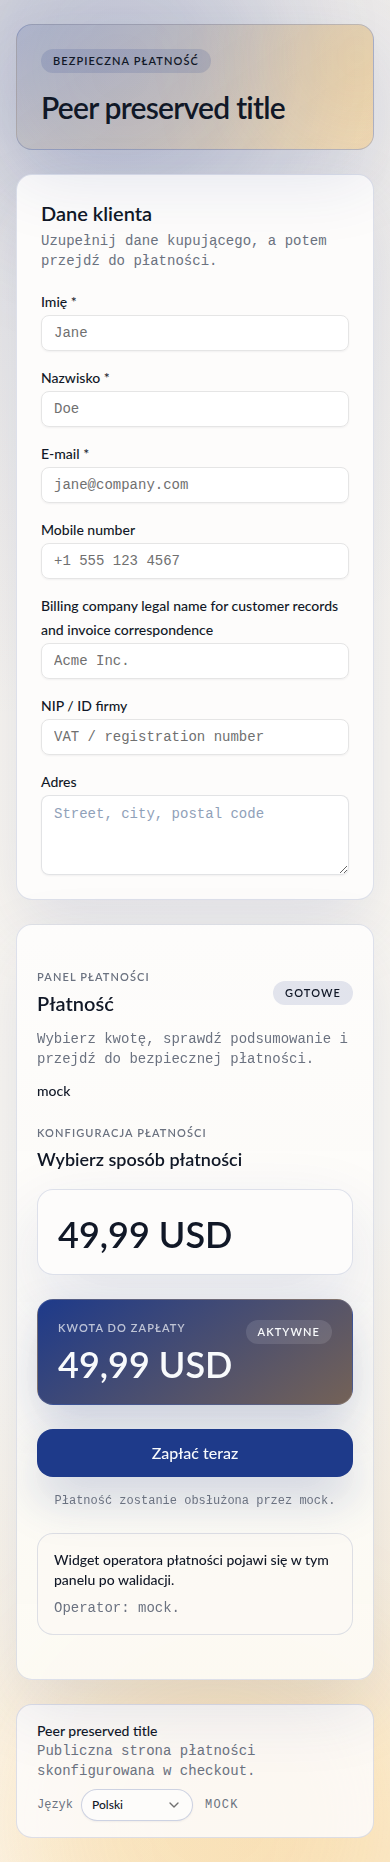 BEZPIECZNA PŁATNOŚĆ
Peer preserved title
Dane klienta
Uzupełnij dane kupującego, a potem
przejdź do płatności.
Imię *
Jane
Nazwisko *
Doe
E-mail *
jane@company.com
Mobile number
+1 555 123 4567
Billing company legal name for customer records
and invoice correspondence
Acme Inc.
NIP / ID firmy
VAT / registration number
Adres
Street, city, postal code
PANEL PŁATNOŚCI
GOTOWE
Płatność
Wybierz kwotę, sprawdź podsumowanie i
przejdź do bezpiecznej płatności.
mock
KONFIGURACJA PŁATNOŚCI
Wybierz sposób płatności
49,99 USD
KWOTA DO ZAPŁATY
AKTYWNE
49,99 USD
Zapłać teraz
Płatność zostanie obsłużona przez mock.
Widget operatora płatności pojawi się w tym
panelu po walidacji.
Operator: mock.
Peer preserved title
Publiczna strona płatności
skonfigurowana w checkout.
Język Polski MOCK